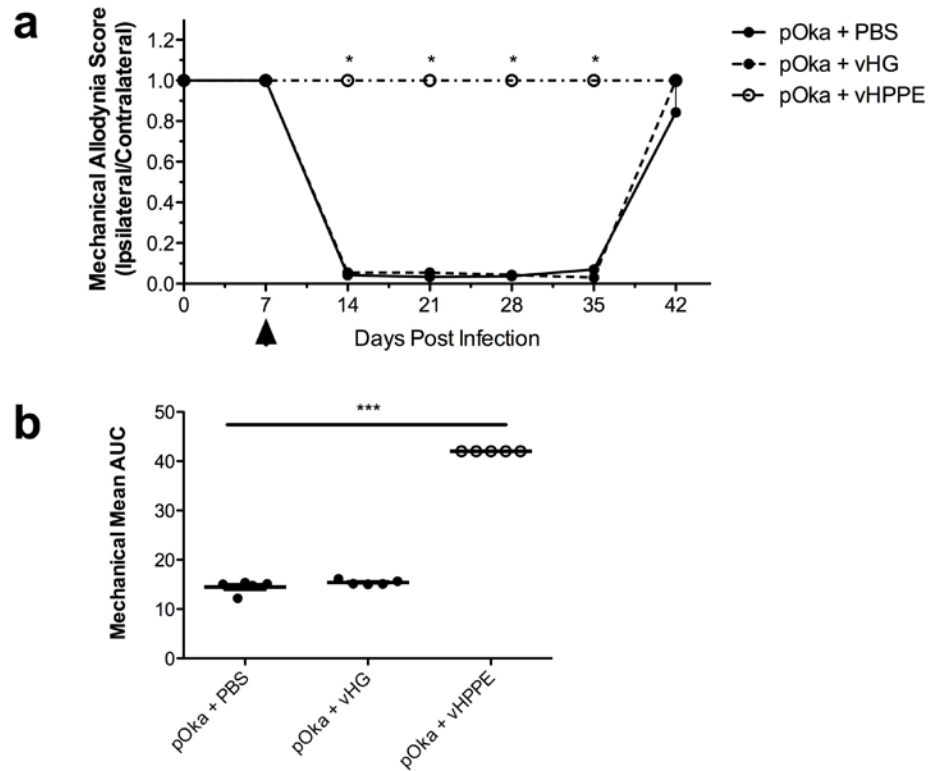 a
Mechanical Allodynia Score
(Ipsilateral/Contralateral)
1.2
1.0
0.8
0.6
0.4
0.2
0.0
* * * *
0 7 14 21 28 35 42
Days Post Infection
pOka + PBS
pOka + vHG
pOka + vHPPE
b
Mechanical Mean AUC
50
40
30
20
10
0
***
pOka + PBS
pOka + vHG
pOka + vHPPE